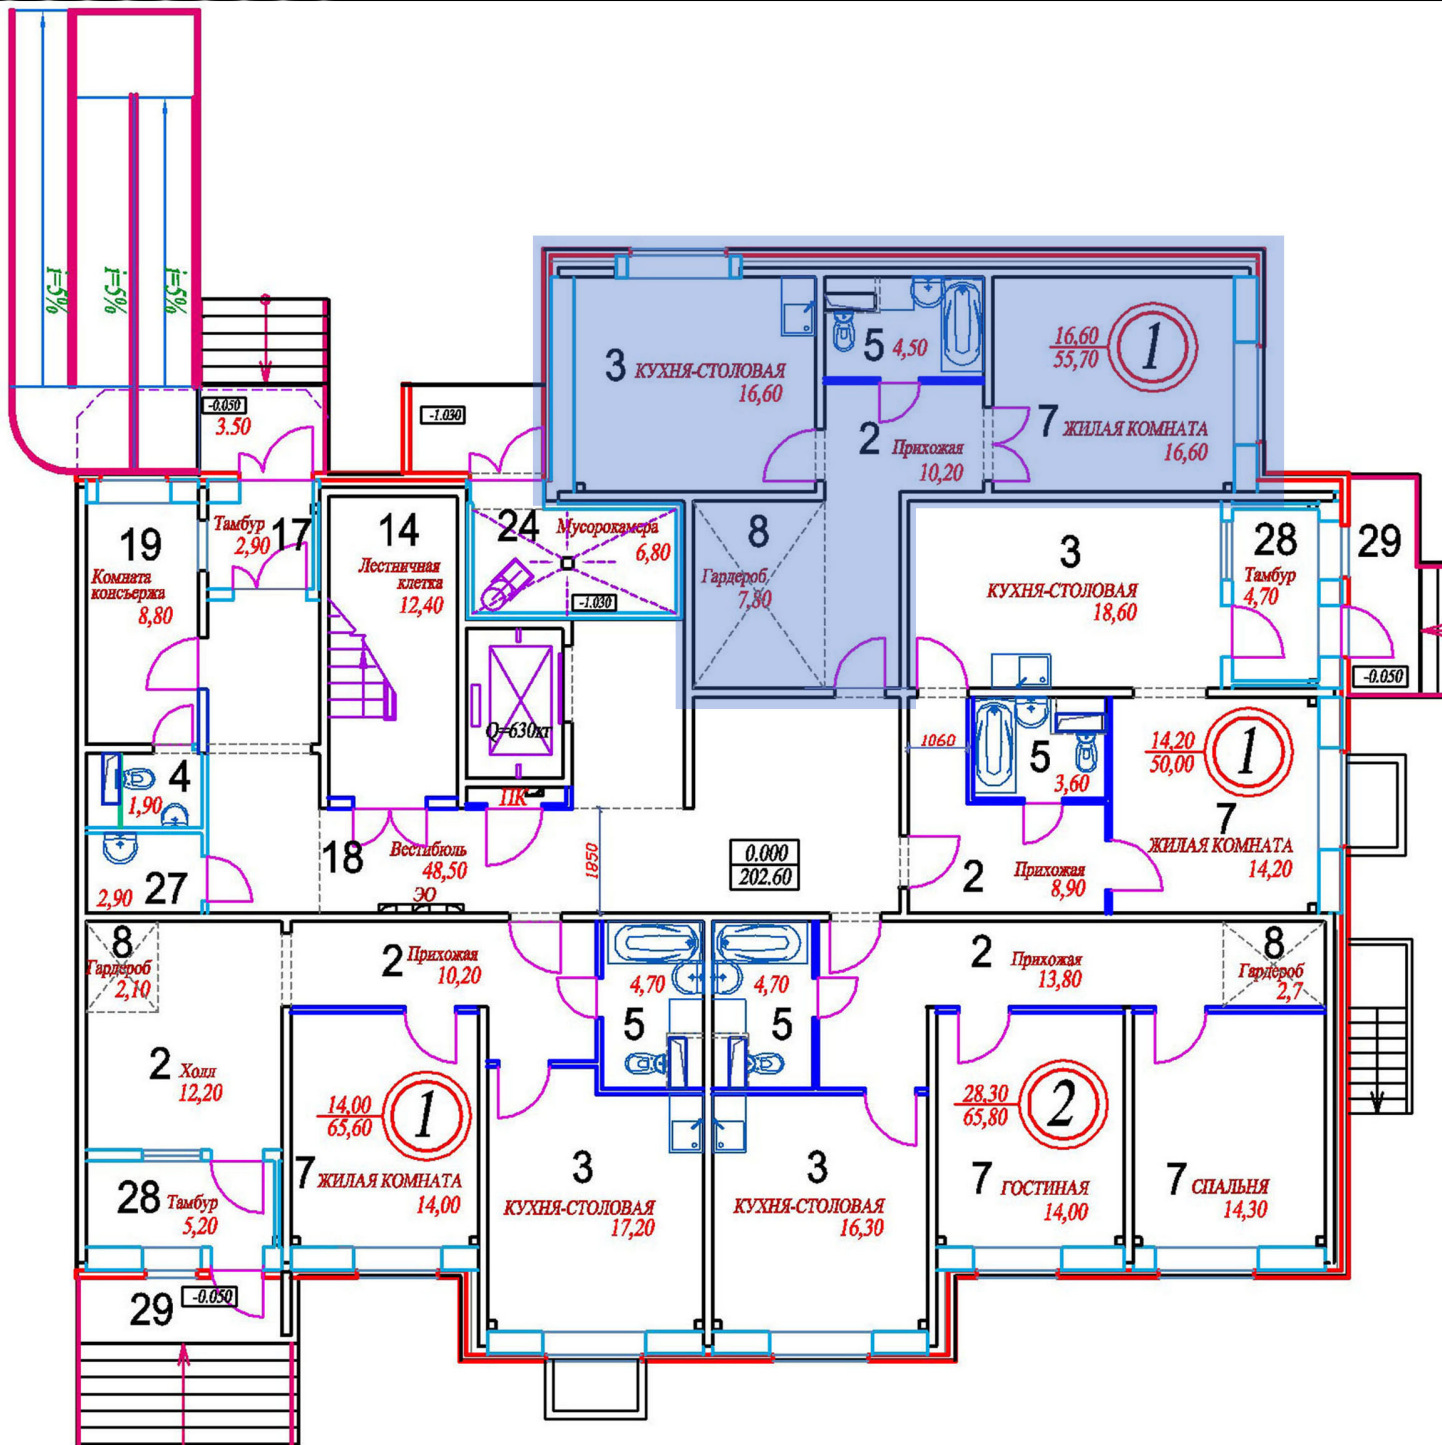 i=5%
i=5%
i=5%
-0.050
3.50
-1.030
3 КУХНЯ-СТОЛОВАЯ
16,60
5 4,50
16,60
55,70
1
2 Прихожая
10,20
7 ЖИЛАЯ КОМНАТА
16,60
19
Комната
консьержа
8,80
Тамбур
2,90
17
14
Лестничная
клетка
12,40
24
Мусорокамера
6,80
-1.030
8
Гардероб
7,80
3
КУХНЯ-СТОЛОВАЯ
18,60
28
Тамбур
4,70
29
-0.050
Q=630кг
ПК
4
1,90
27
2,90
18
Вестибюль
48,50
ЭО
1850
0.000
202.60
1060
5
3,60
14,20
50,00
1
7
ЖИЛАЯ КОМНАТА
14,20
2
Прихожая
8,90
8
Гардероб
2,10
2 Прихожая
10,20
4,70
5
4,70
5
2
Прихожая
13,80
8
Гардероб
2,7
2 Холл
12,20
14,00
65,60
1
7 ЖИЛАЯ КОМНАТА
14,00
3
КУХНЯ-СТОЛОВАЯ
17,20
3
КУХНЯ-СТОЛОВАЯ
16,30
28,30
65,80
2
7 ГОСТИНАЯ
14,00
7 СПАЛЬНЯ
14,30
28 Тамбур
5,20
29
-0.050